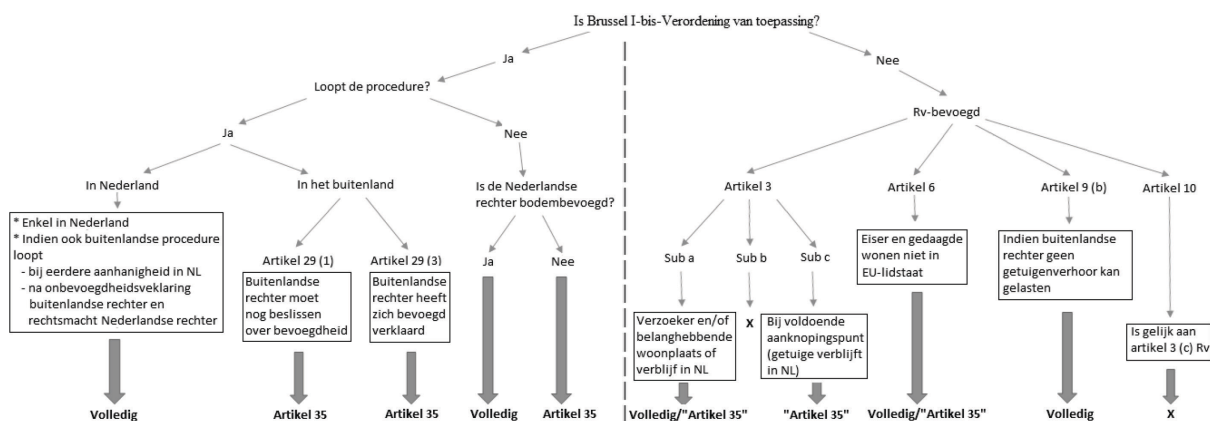 Is Brussel I-bis-Verordening van toepassing?
Ja
Nee
Loopt de procedure?
Rv-bevoegd
Ja
Nee
In Nederland
In het buitenland
Is de Nederlandse
rechter bodembevoegd?
Artikel 3
Artikel 6
Artikel 9 (b)
Artikel 10
* Enkel in Nederland
* Indien ook buitenlandse procedure
loopt
- bij eerdere aanhanigheid in NL
- na onbevoegdheidsveklaring
buitenlandse rechter en
rechtsmacht Nederlandse rechter
Artikel 29 (1)
Buitenlandse
rechter moet
nog beslissen
over bevoegdheid
Artikel 29 (3)
Buitenlandse
rechter heeft
zich bevoegd
verklaard
Ja
Nee
Sub a
Sub b
Sub c
Verzoeker en/of
belanghebbende
woonplaats of
verblijf in NL
X
Bij voldoende
aanknopingspunt
(getuige verblijft
in NL)
Eiser en gedaagde
wonen niet in
EU-lidstaat
Indien buitenlandse
rechter geen
getuigenverhoor kan
gelasten
Is gelijk aan
artikel 3 (c) Rv
Volledig
Artikel 35
Artikel 35
Volledig
Artikel 35
Volledig/"Artikel 35"
"Artikel 35"
Volledig/"Artikel 35"
Volledig
X